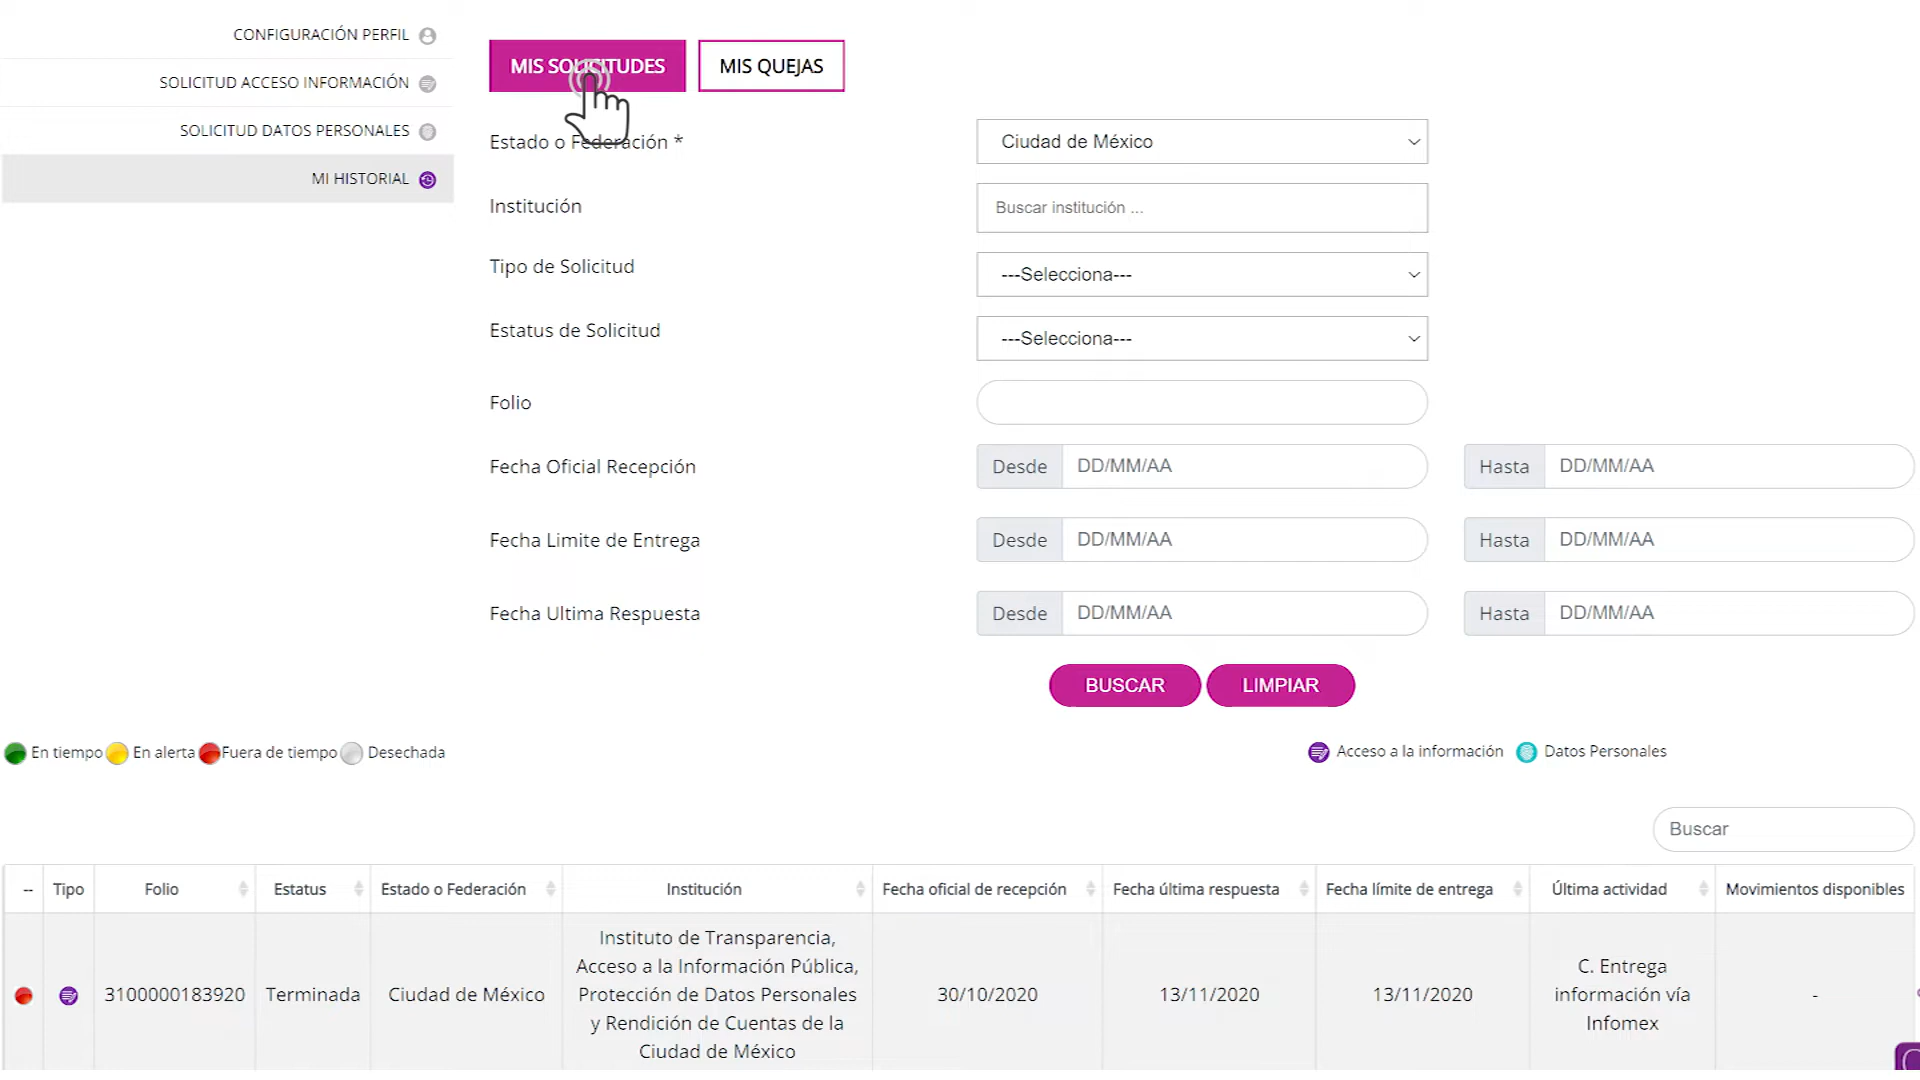 CONFIGURACIÓN PERFIL
SOLICITUD ACCESO INFORMACIÓN
SOLICITUD DATOS PERSONALES
MI HISTORIAL
MIS SOLICITUDES
MIS QUEJAS
Estado o Federación *
Ciudad de México
Institución
Buscar institución ...
Tipo de Solicitud
---Selecciona---
Estatus de Solicitud
---Selecciona---
Folio
Fecha Oficial Recepción
Desde
DD/MM/AA
Hasta
DD/MM/AA
Fecha Limite de Entrega
Desde
DD/MM/AA
Hasta
DD/MM/AA
Fecha Ultima Respuesta
Desde
DD/MM/AA
Hasta
DD/MM/AA
BUSCAR
LIMPIAR
En tiempo
En alerta
Fuera de tiempo
Desechada
Acceso a la información
Datos Personales
Buscar
--
Tipo
Folio
Estatus
Estado o Federación
Institución
Fecha oficial de recepción
Fecha última respuesta
Fecha límite de entrega
Última actividad
Movimientos disponibles
3100000183920
Terminada
Ciudad de México
Instituto de Transparencia,
Acceso a la Información Pública,
Protección de Datos Personales
y Rendición de Cuentas de la
Ciudad de México
30/10/2020
13/11/2020
13/11/2020
C. Entrega
información vía
Infomex
-